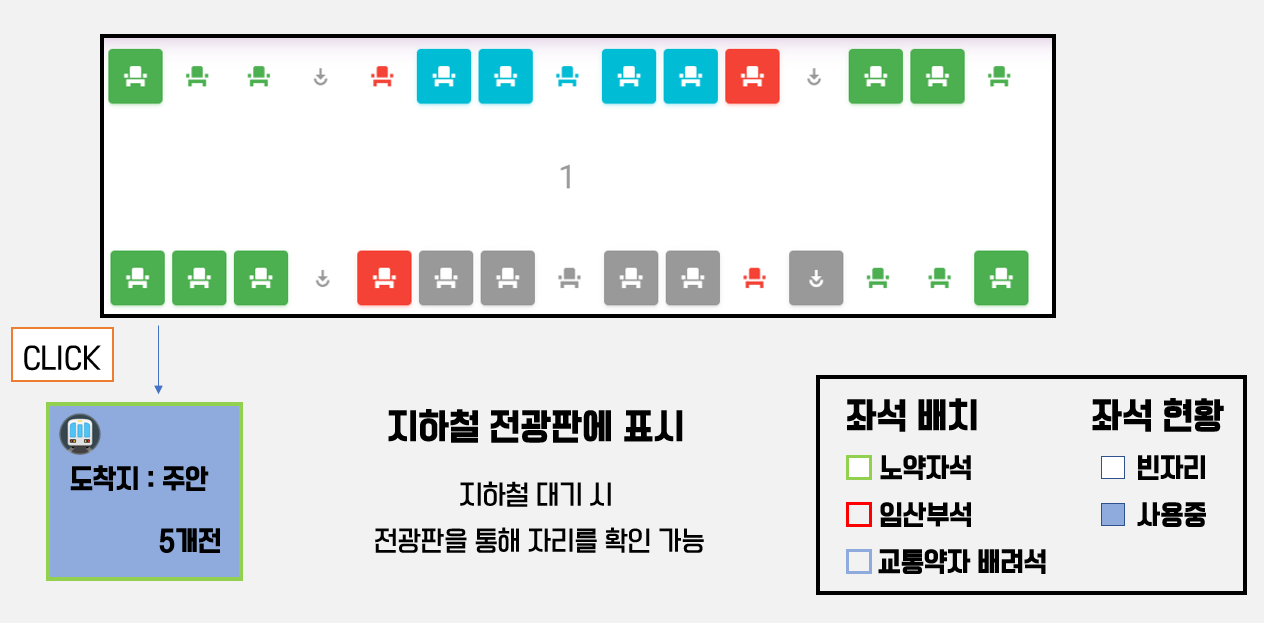 1
CLICK
도착지 : 주안
5개전
지하철 전광판에 표시
지하철 대기 시
전광판을 통해 자리를 확인 가능
좌석 배치
노약자석
임산부석
교통약자 배려석
좌석 현황
빈자리
사용중